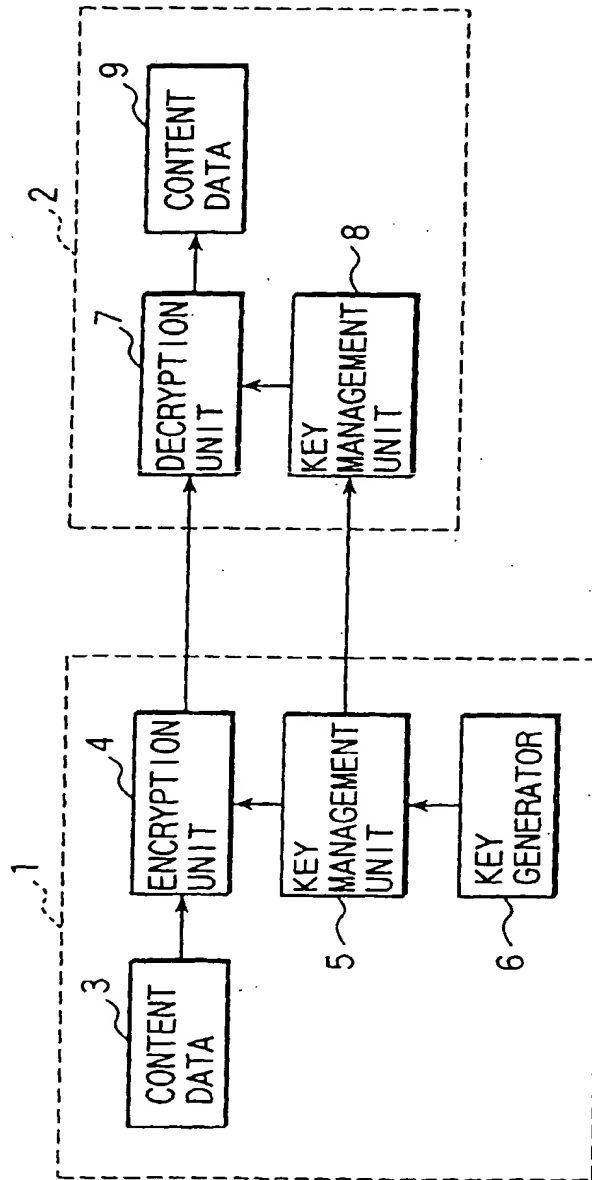 1
3
CONTENT
DATA
4
ENCRYPTION
UNIT
KEY
MANAGEMENT
UNIT
5
KEY
GENERATOR
6
2
7
DECRYPTION
UNIT
9
CONTENT
DATA
KEY
MANAGEMENT
UNIT
8